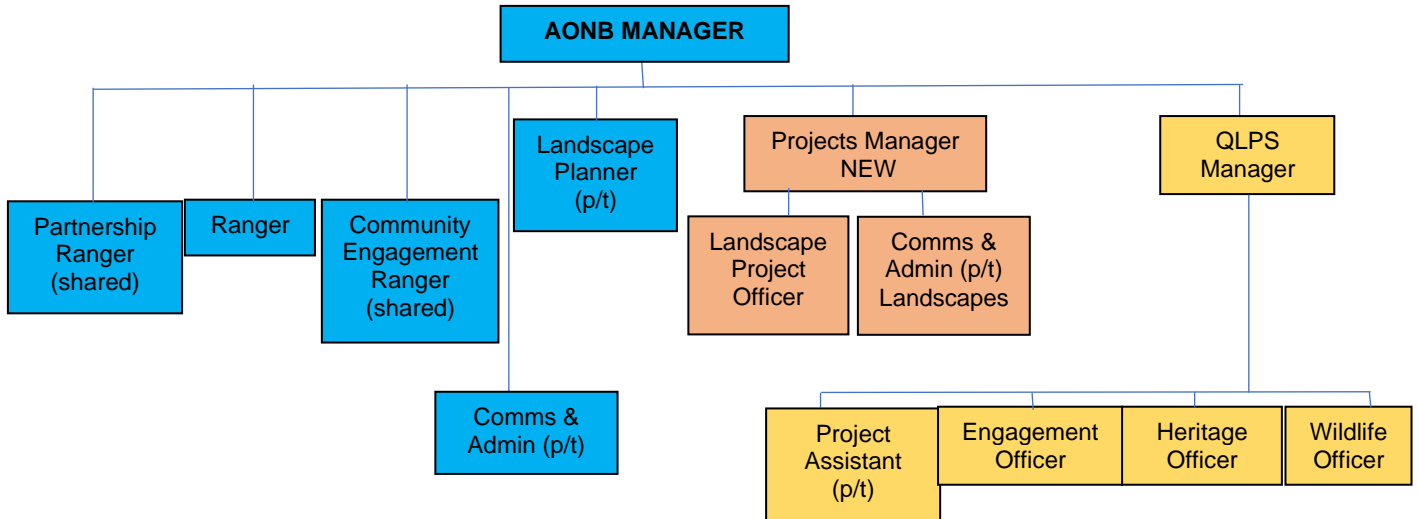 AONB MANAGER
Partnership
Ranger
(shared)
Ranger
Community
Engagement
Ranger
(shared)
Landscape
Planner
(p/t)
Projects Manager
NEW
QLPS
Manager
Landscape
Project
Officer
Comms &
Admin (p/t)
Landscapes
Comms &
Admin (p/t)
Project
Assistant
(p/t)
Engagement
Officer
Heritage
Officer
Wildlife
Officer